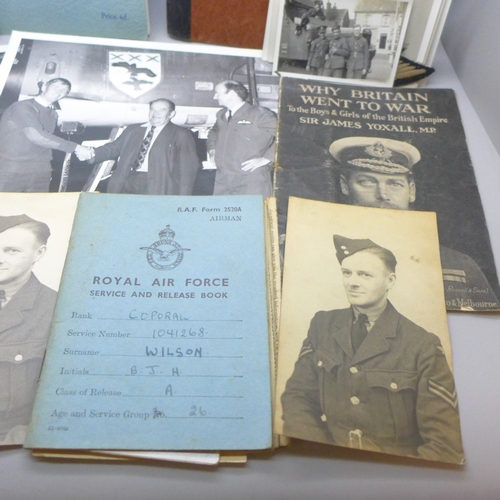 Price 4d.
WHY BRITAIN
WENT TO WAR
To the Boys & Girls of the British Empire
SIR JAMES YOXALL, M.P.
& Melbourne
R.A.F. Form 2520A
AIRMAN
ROYAL AIR FORCE
SERVICE AND RELEASE BOOK
Rank COPORAL
Service Number 1041268
Surname WILSON.
Initials B. J. H
Class of Release A
Age and Service Group No. 26